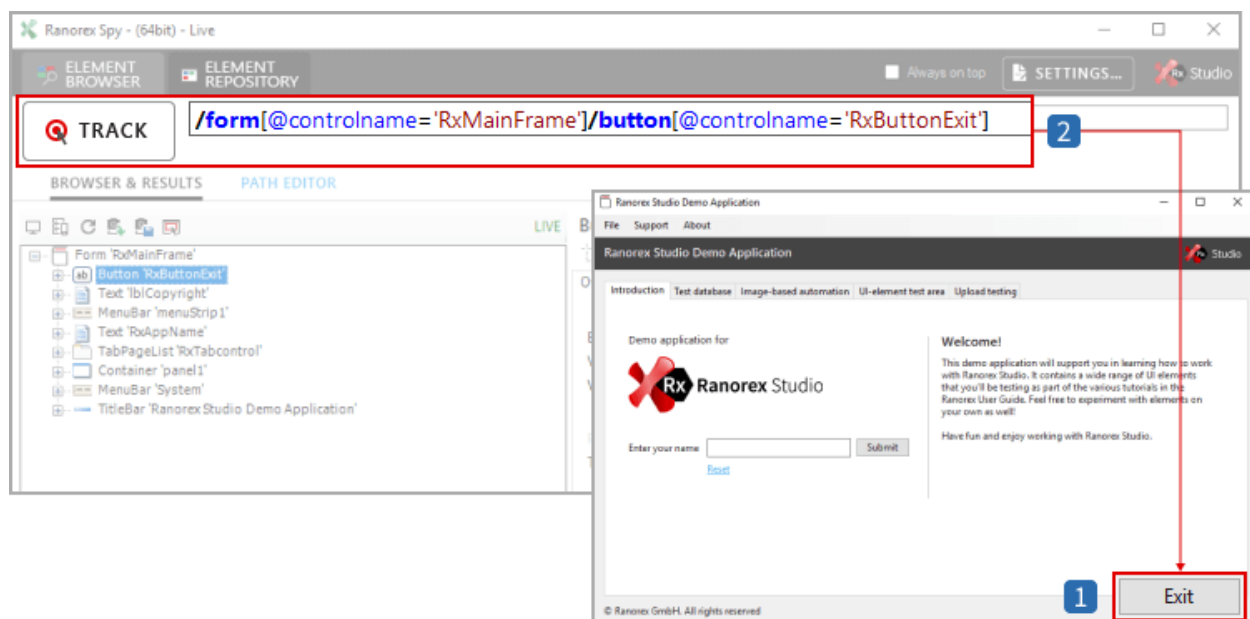 Ranorex Spy - (64bit) - Live
ELEMENT
BROWSER
ELEMENT
REPOSITORY
Always on top
SETTINGS...
Rx Studio
TRACK
/form[@controlname='RxMainFrame']/button[@controlname='RxButtonExit']
2
BROWSER & RESULTS
PATH EDITOR
LIVE
Form 'RxMainFrame'
Button 'RxButtonExit'
Text 'lblCopyright'
MenuBar 'menuStrip1'
Text 'RxAppName'
TabPageList 'RxTabcontrol'
Container 'panel1'
MenuBar 'System'
TitleBar 'Ranorex Studio Demo Application'
Ranorex Studio Demo Application
File Support About
Ranorex Studio Demo Application
Rx Studio
Introduction Test database Image-based automation UI-element test area Upload testing
Demo application for
Rx Ranorex Studio
Enter your name
Submit
Reset
Welcome!
This demo application will support you in learning how to work
with Ranorex Studio. It contains a wide range of UI elements
that you'll be testing as part of the various tutorials in the
Ranorex User Guide. Feel free to experiment with elements on
your own as well!
Have fun and enjoy working with Ranorex Studio.
1
Exit
© Ranorex GmbH. All rights reserved